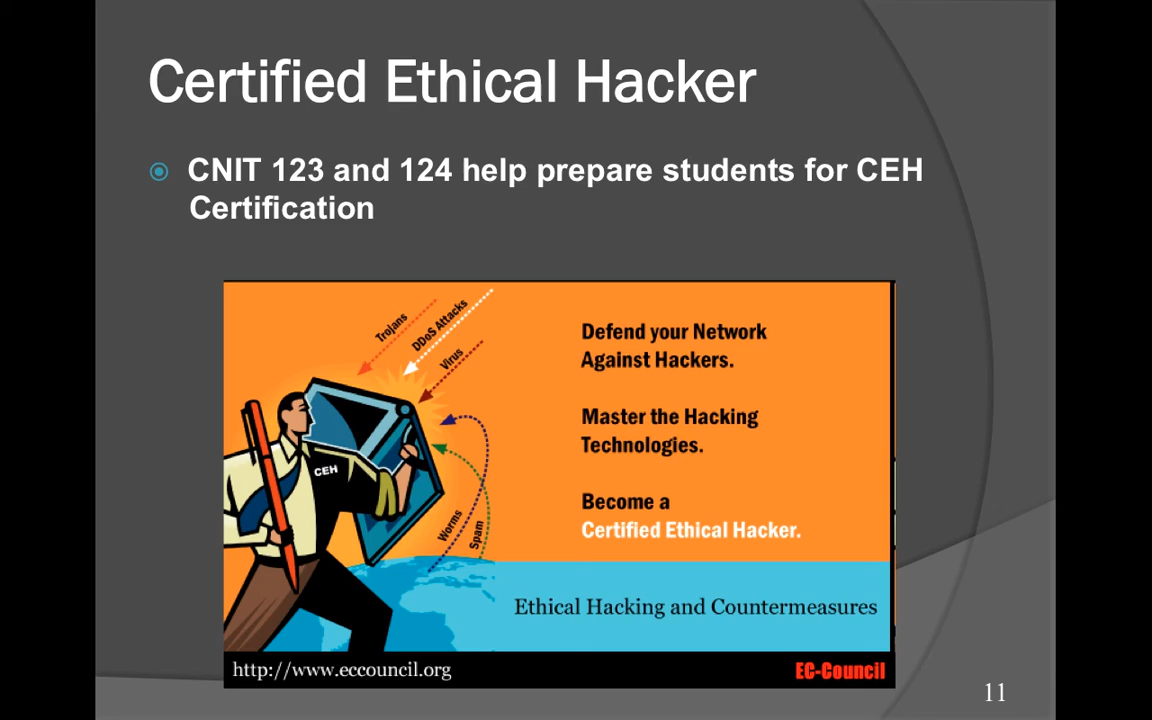 Certified Ethical Hacker
CNIT 123 and 124 help prepare students for CEH
Certification
Trojans
DDoS Attacks
Virus
CEH
Worms
Spam
Defend your Network
Against Hackers.
Master the Hacking
Technologies.
Become a
Certified Ethical Hacker.
Ethical Hacking and Countermeasures
http://www.eccouncil.org
EC-Council
11